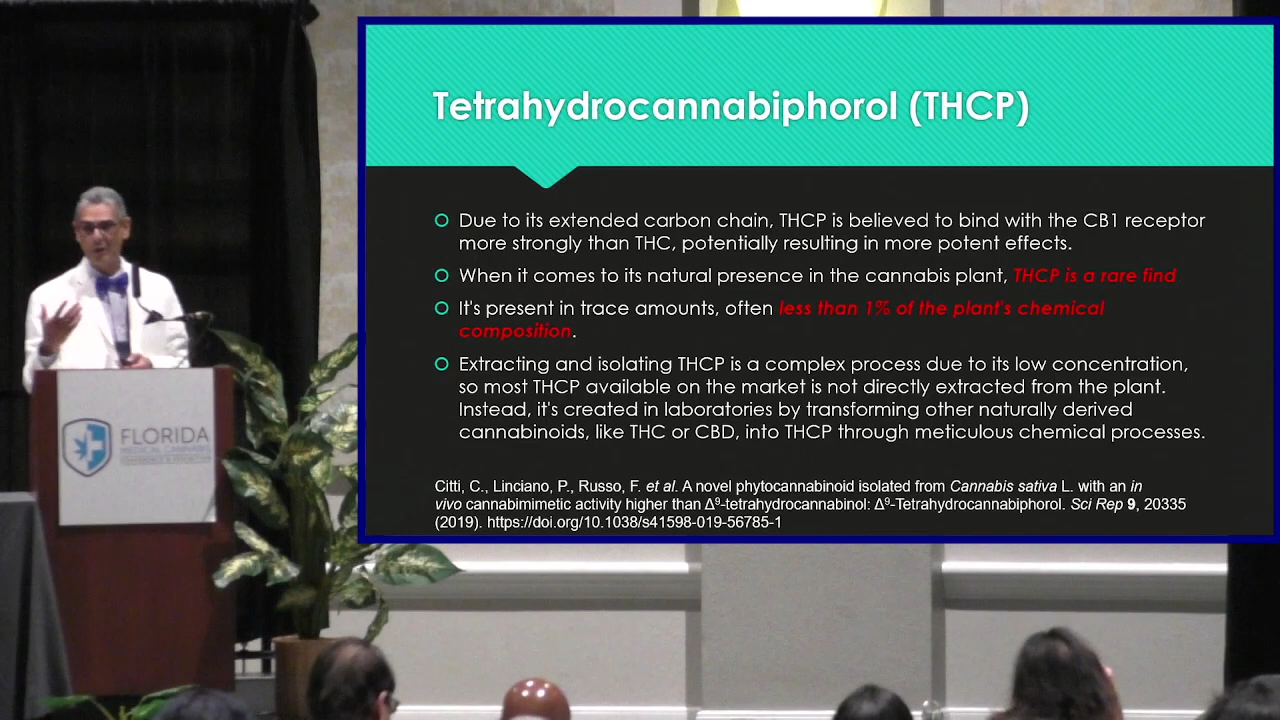 Tetrahydrocannabiphorol (THCP)
Due to its extended carbon chain, THCP is believed to bind with the CB1 receptor
more strongly than THC, potentially resulting in more potent effects.
When it comes to its natural presence in the cannabis plant, THCP is a rare find
It's present in trace amounts, often less than 1% of the plant's chemical
composition.
Extracting and isolating THCP is a complex process due to its low concentration,
so most THCP available on the market is not directly extracted from the plant.
Instead, it's created in laboratories by transforming other naturally derived
cannabinoids, like THC or CBD, into THCP through meticulous chemical processes.
Citti, C., Linciano, P., Russo, F. et al. A novel phytocannabinoid isolated from Cannabis sativa L. with an in
vivo cannabimimetic activity higher than Δ⁹-tetrahydrocannabinol: Δ⁹-Tetrahydrocannabiphorol. Sci Rep 9, 20335
(2019). https://doi.org/10.1038/s41598-019-56785-1
FLORIDA
MEDICAL CANNABIS